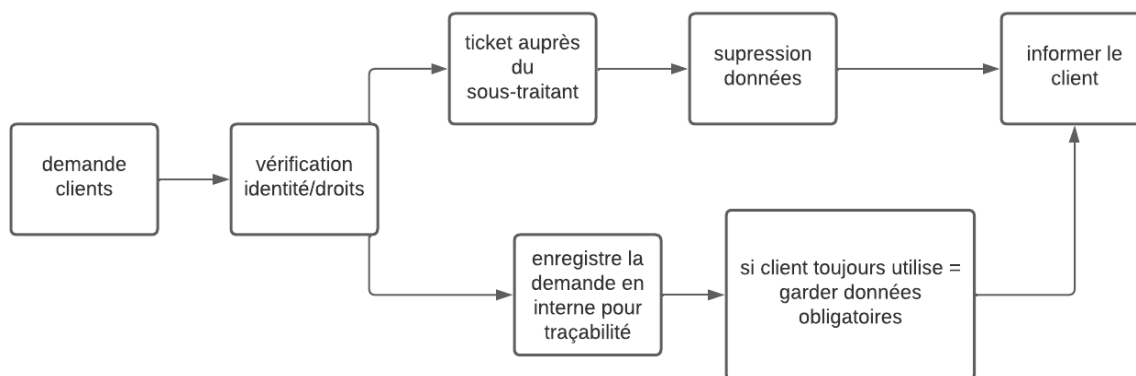 demande
clients
vérification
identité/droits
ticket auprès
du
sous-traitant
supression
données
informer le
client
enregistre la
demande en
interne pour
traçabilité
si client toujours utilise =
garder données
obligatoires